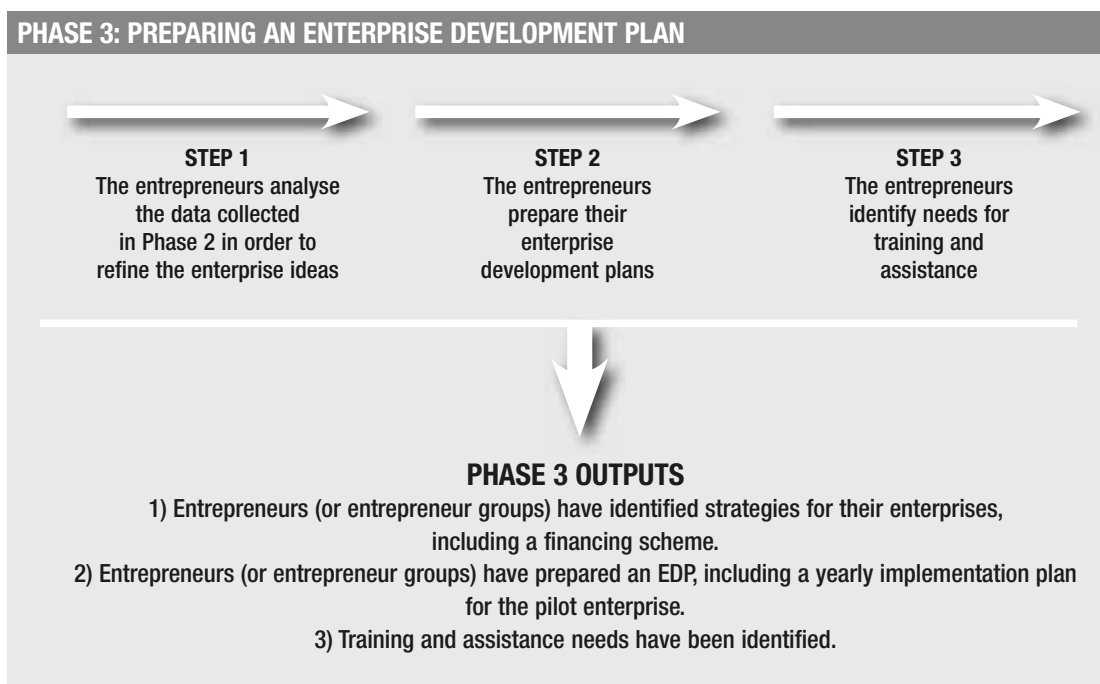 PHASE 3: PREPARING AN ENTERPRISE DEVELOPMENT PLAN
STEP 1
The entrepreneurs analyse
the data collected
in Phase 2 in order to
refine the enterprise ideas
STEP 2
The entrepreneurs
prepare their
enterprise
development plans
STEP 3
The entrepreneurs
identify needs for
training and
assistance
PHASE 3 OUTPUTS
1) Entrepreneurs (or entrepreneur groups) have identified strategies for their enterprises,
including a financing scheme.
2) Entrepreneurs (or entrepreneur groups) have prepared an EDP, including a yearly implementation plan
for the pilot enterprise.
3) Training and assistance needs have been identified.